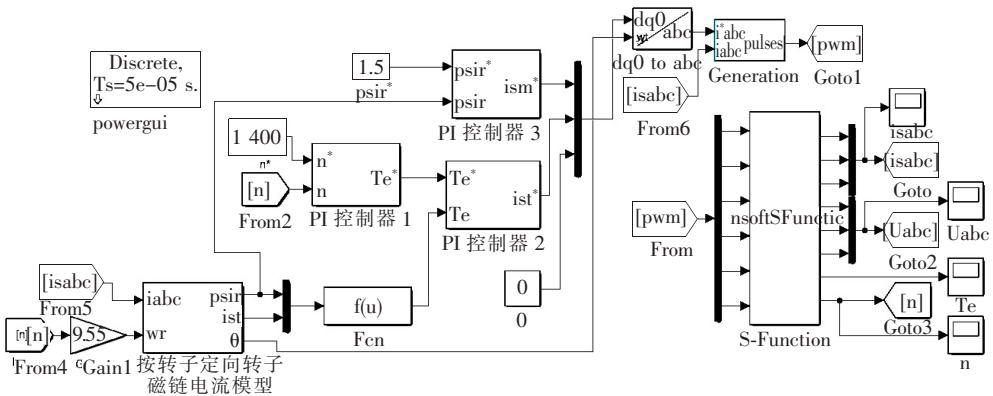 Discrete,
Ts=5e-05 s.
powergui
1.5
psir*
psir*
psir
ism*
PI 控制器 3
1 400
n*
[n]
From2
n*
n
Te*
PI 控制器 1
Te*
Te
ist*
PI 控制器 2
[isabc]
From5
[n]
From4
9.55
Gain1
iabc
wr
psir
ist
θ
按转子定向转子
磁链电流模型
f(u)
Fcn
0
0
dq0
abc
dq0 to abc
[isabc]
From6
i*abc
iabc
pulses
Generation
[pwm]
Goto1
[pwm]
From
nsoftSFunctic
S-Function
isabc
[isabc]
Goto
Uabc
[Uabc]
Goto2
Te
[n]
Goto3
n